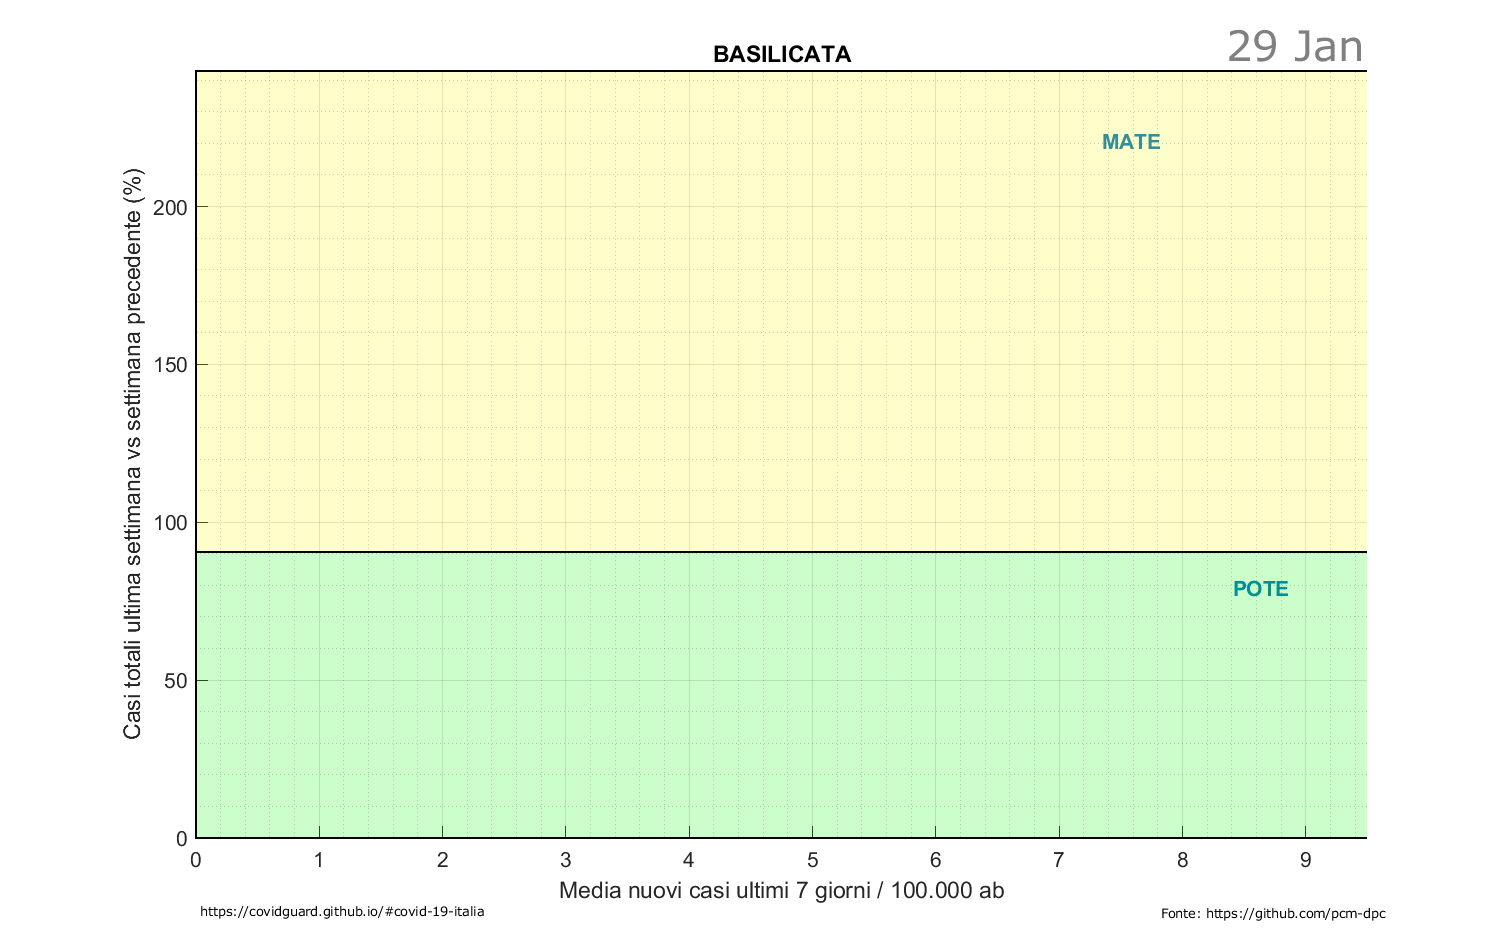 BASILICATA
29 Jan
MATE
POTE
Casi totali ultima settimana vs settimana precedente (%)
200
150
100
50
0
0 1 2 3 4 5 6 7 8 9
Media nuovi casi ultimi 7 giorni / 100.000 ab
https://covidguard.github.io/#covid-19-italia
Fonte: https://github.com/pcm-dpc